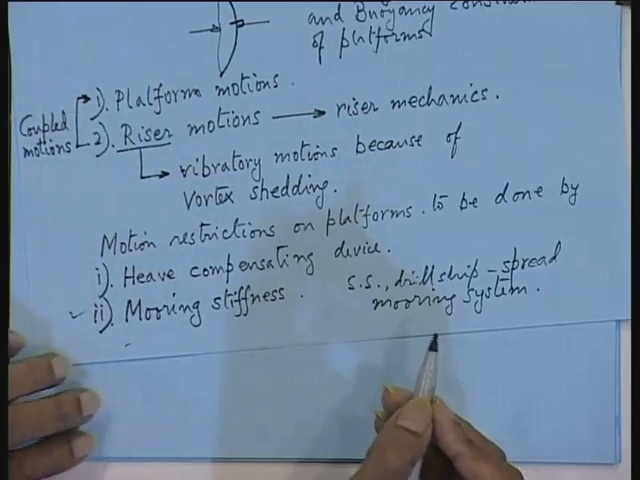 and Buoyancy
of platforms
1). Platform motions.
Coupled motions
2). Riser motions → riser mechanics.
→ vibratory motions because of
Vortex shedding.
Motion restrictions on platforms. to be done by
i). Heave compensating device.
ii). Mooring stiffness. S.S., drillship - spread
mooring system.